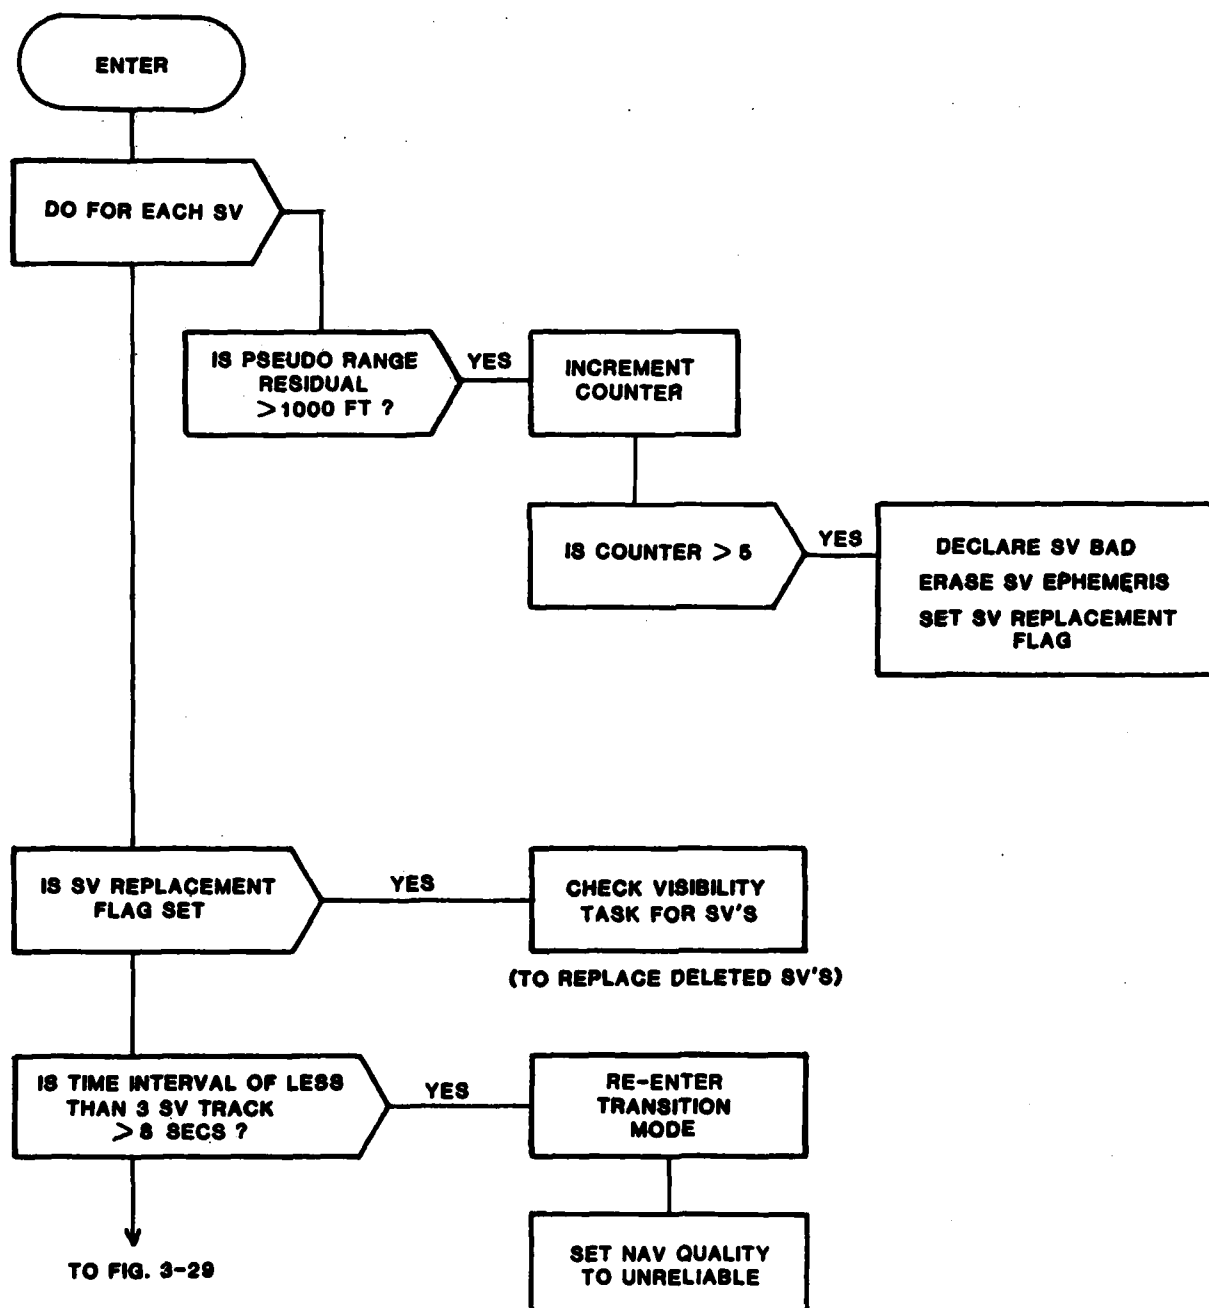 ENTER
DO FOR EACH SV
IS PSEUDO RANGE
RESIDUAL
>1000 FT ?
YES
INCREMENT
COUNTER
IS COUNTER > 5
YES
DECLARE SV BAD
ERASE SV EPHEMERIS
SET SV REPLACEMENT
FLAG
IS SV REPLACEMENT
FLAG SET
YES
CHECK VISIBILITY
TASK FOR SV'S
(TO REPLACE DELETED SV'S)
IS TIME INTERVAL OF LESS
THAN 3 SV TRACK
>8 SECS ?
YES
RE-ENTER
TRANSITION
MODE
SET NAV QUALITY
TO UNRELIABLE
TO FIG. 3-29